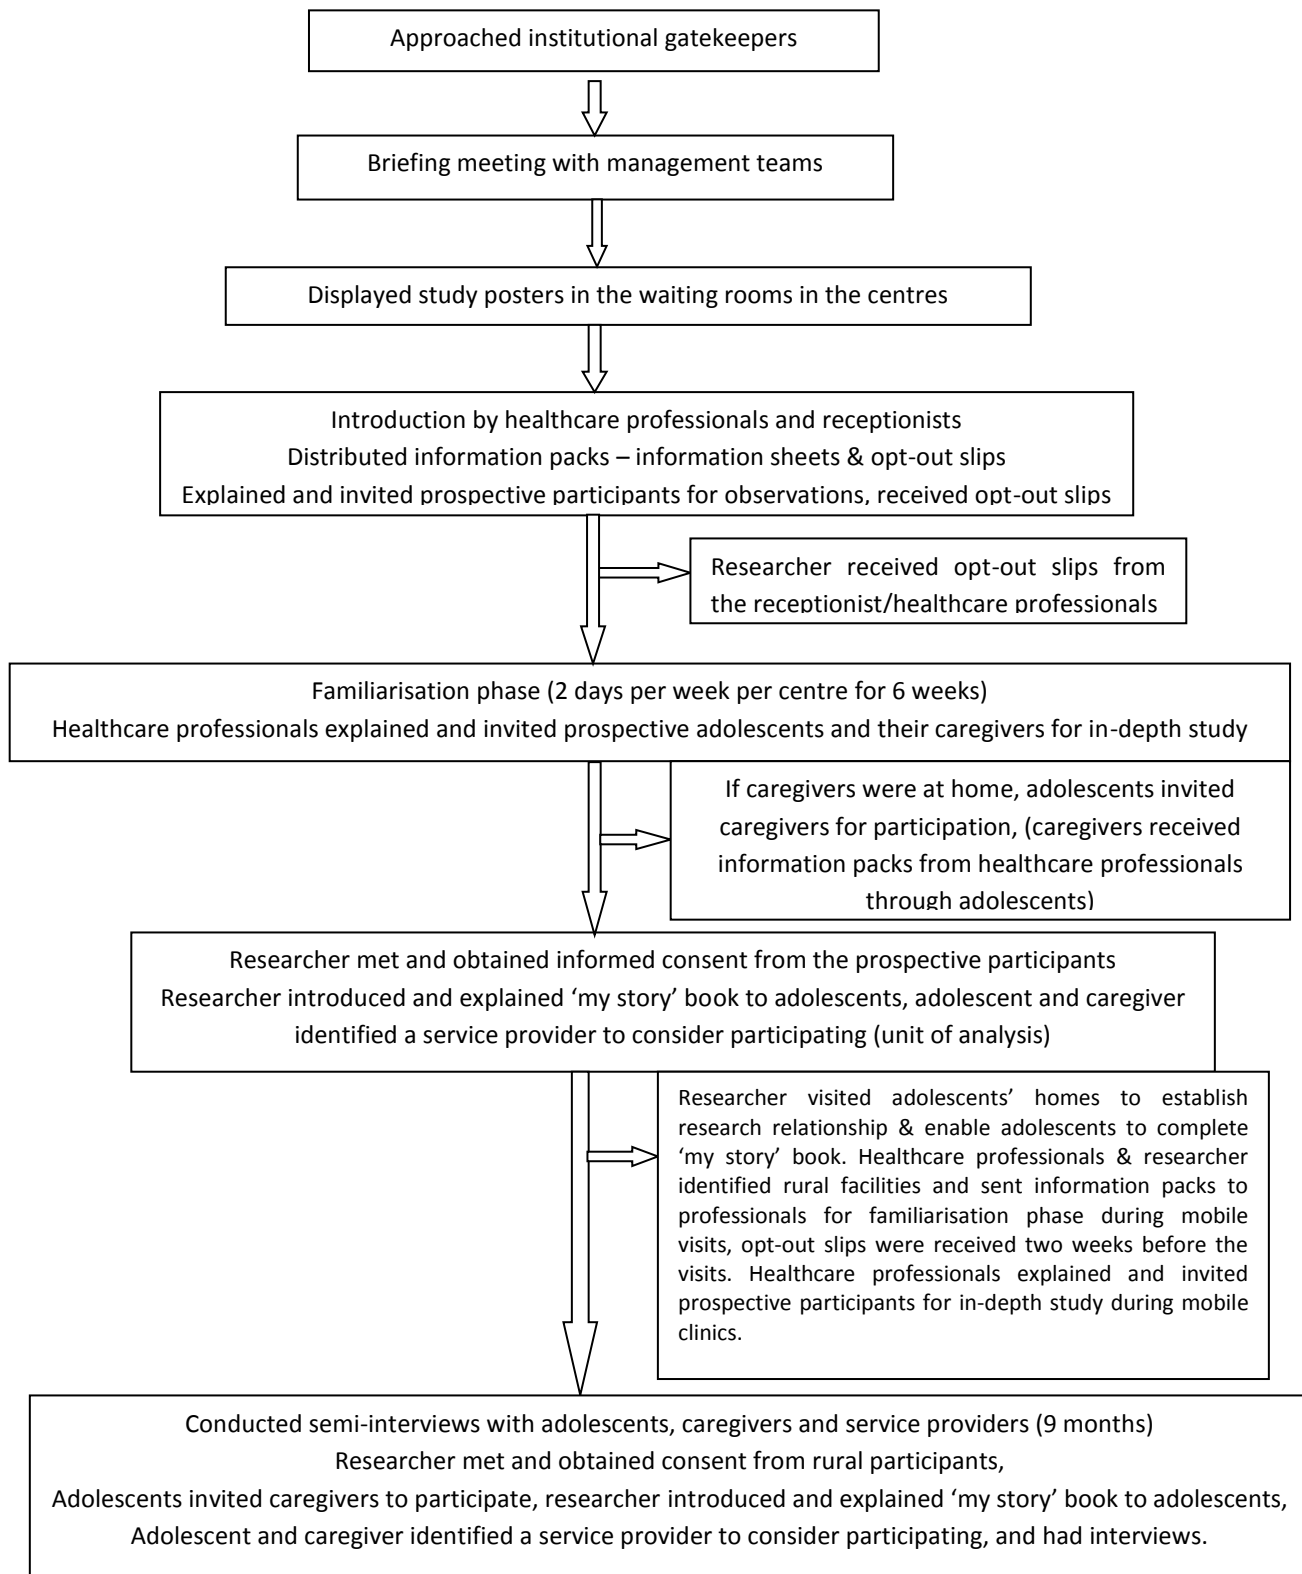 Approached institutional gatekeepers
Briefing meeting with management teams
Displayed study posters in the waiting rooms in the centres
Introduction by healthcare professionals and receptionists
Distributed information packs – information sheets & opt-out slips
Explained and invited prospective participants for observations, received opt-out slips
Researcher received opt-out slips from
the receptionist/healthcare professionals
Familiarisation phase (2 days per week per centre for 6 weeks)
Healthcare professionals explained and invited prospective adolescents and their caregivers for in-depth study
If caregivers were at home, adolescents invited
caregivers for participation, (caregivers received
information packs from healthcare professionals
through adolescents)
Researcher met and obtained informed consent from the prospective participants
Researcher introduced and explained ‘my story’ book to adolescents, adolescent and caregiver
identified a service provider to consider participating (unit of analysis)
Researcher visited adolescents’ homes to establish
research relationship & enable adolescents to complete
‘my story’ book. Healthcare professionals & researcher
identified rural facilities and sent information packs to
professionals for familiarisation phase during mobile
visits, opt-out slips were received two weeks before the
visits. Healthcare professionals explained and invited
prospective participants for in-depth study during mobile
clinics.
Conducted semi-interviews with adolescents, caregivers and service providers (9 months)
Researcher met and obtained consent from rural participants,
Adolescents invited caregivers to participate, researcher introduced and explained ‘my story’ book to adolescents,
Adolescent and caregiver identified a service provider to consider participating, and had interviews.